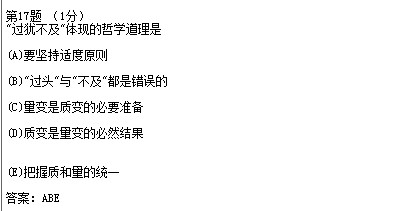 第17题 (1分)
"过犹不及"体现的哲学道理是
(A)要坚持适度原则
(B)"过头"与"不及"都是错误的
(C)量变是质变的必要准备
(D)质变是量变的必然结果
(E)把握质和量的统一
答案：ABE